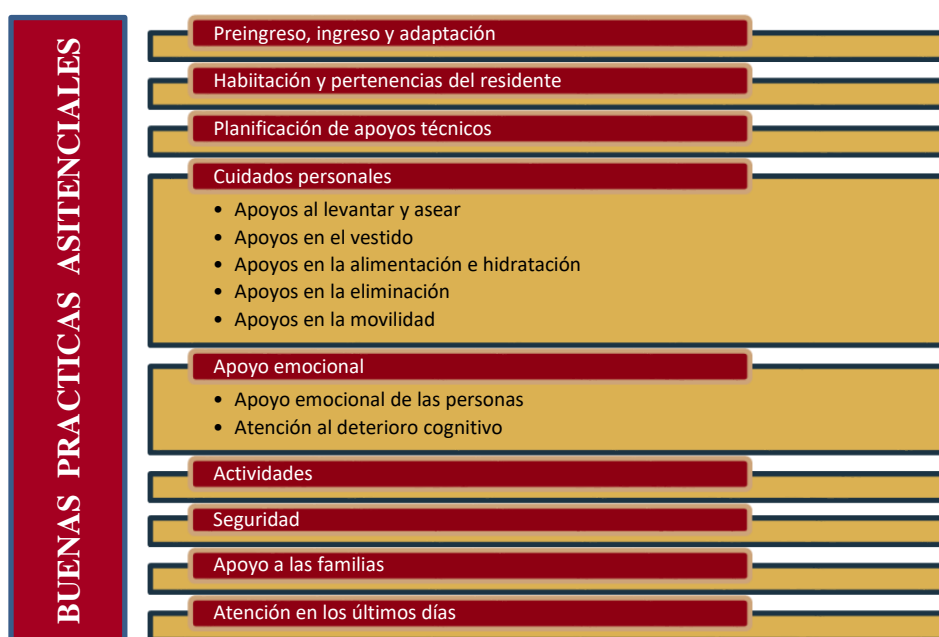 BUENAS PRACTICAS ASITENCIALES
Preingreso, ingreso y adaptación
Habiitación y pertenencias del residente
Planificación de apoyos técnicos
Cuidados personales
• Apoyos al levantar y asear
• Apoyos en el vestido
• Apoyos en la alimentación e hidratación
• Apoyos en la eliminación
• Apoyos en la movilidad
Apoyo emocional
• Apoyo emocional de las personas
• Atención al deterioro cognitivo
Actividades
Seguridad
Apoyo a las familias
Atención en los últimos días